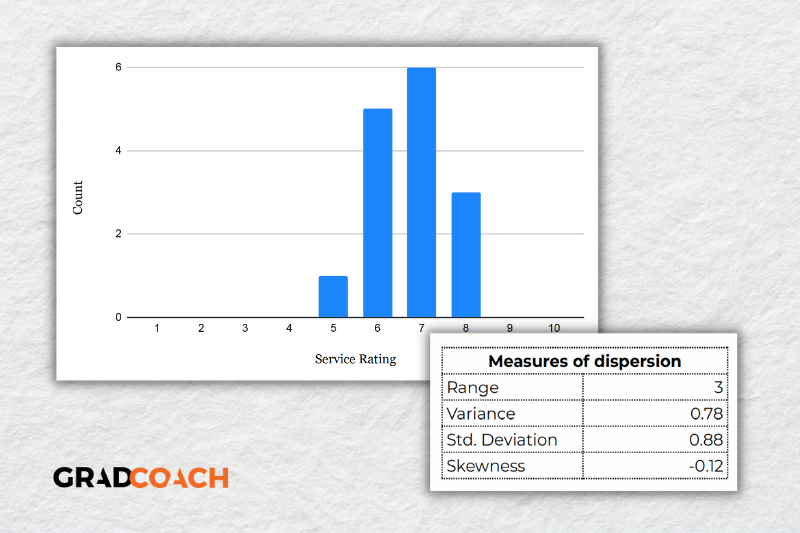 6
4
2
0
Count
1 2 3 4 5 6 7 8 9 10
Service Rating
Measures of dispersion
Range 3
Variance 0.78
Std. Deviation 0.88
Skewness -0.12
GRADCOACH